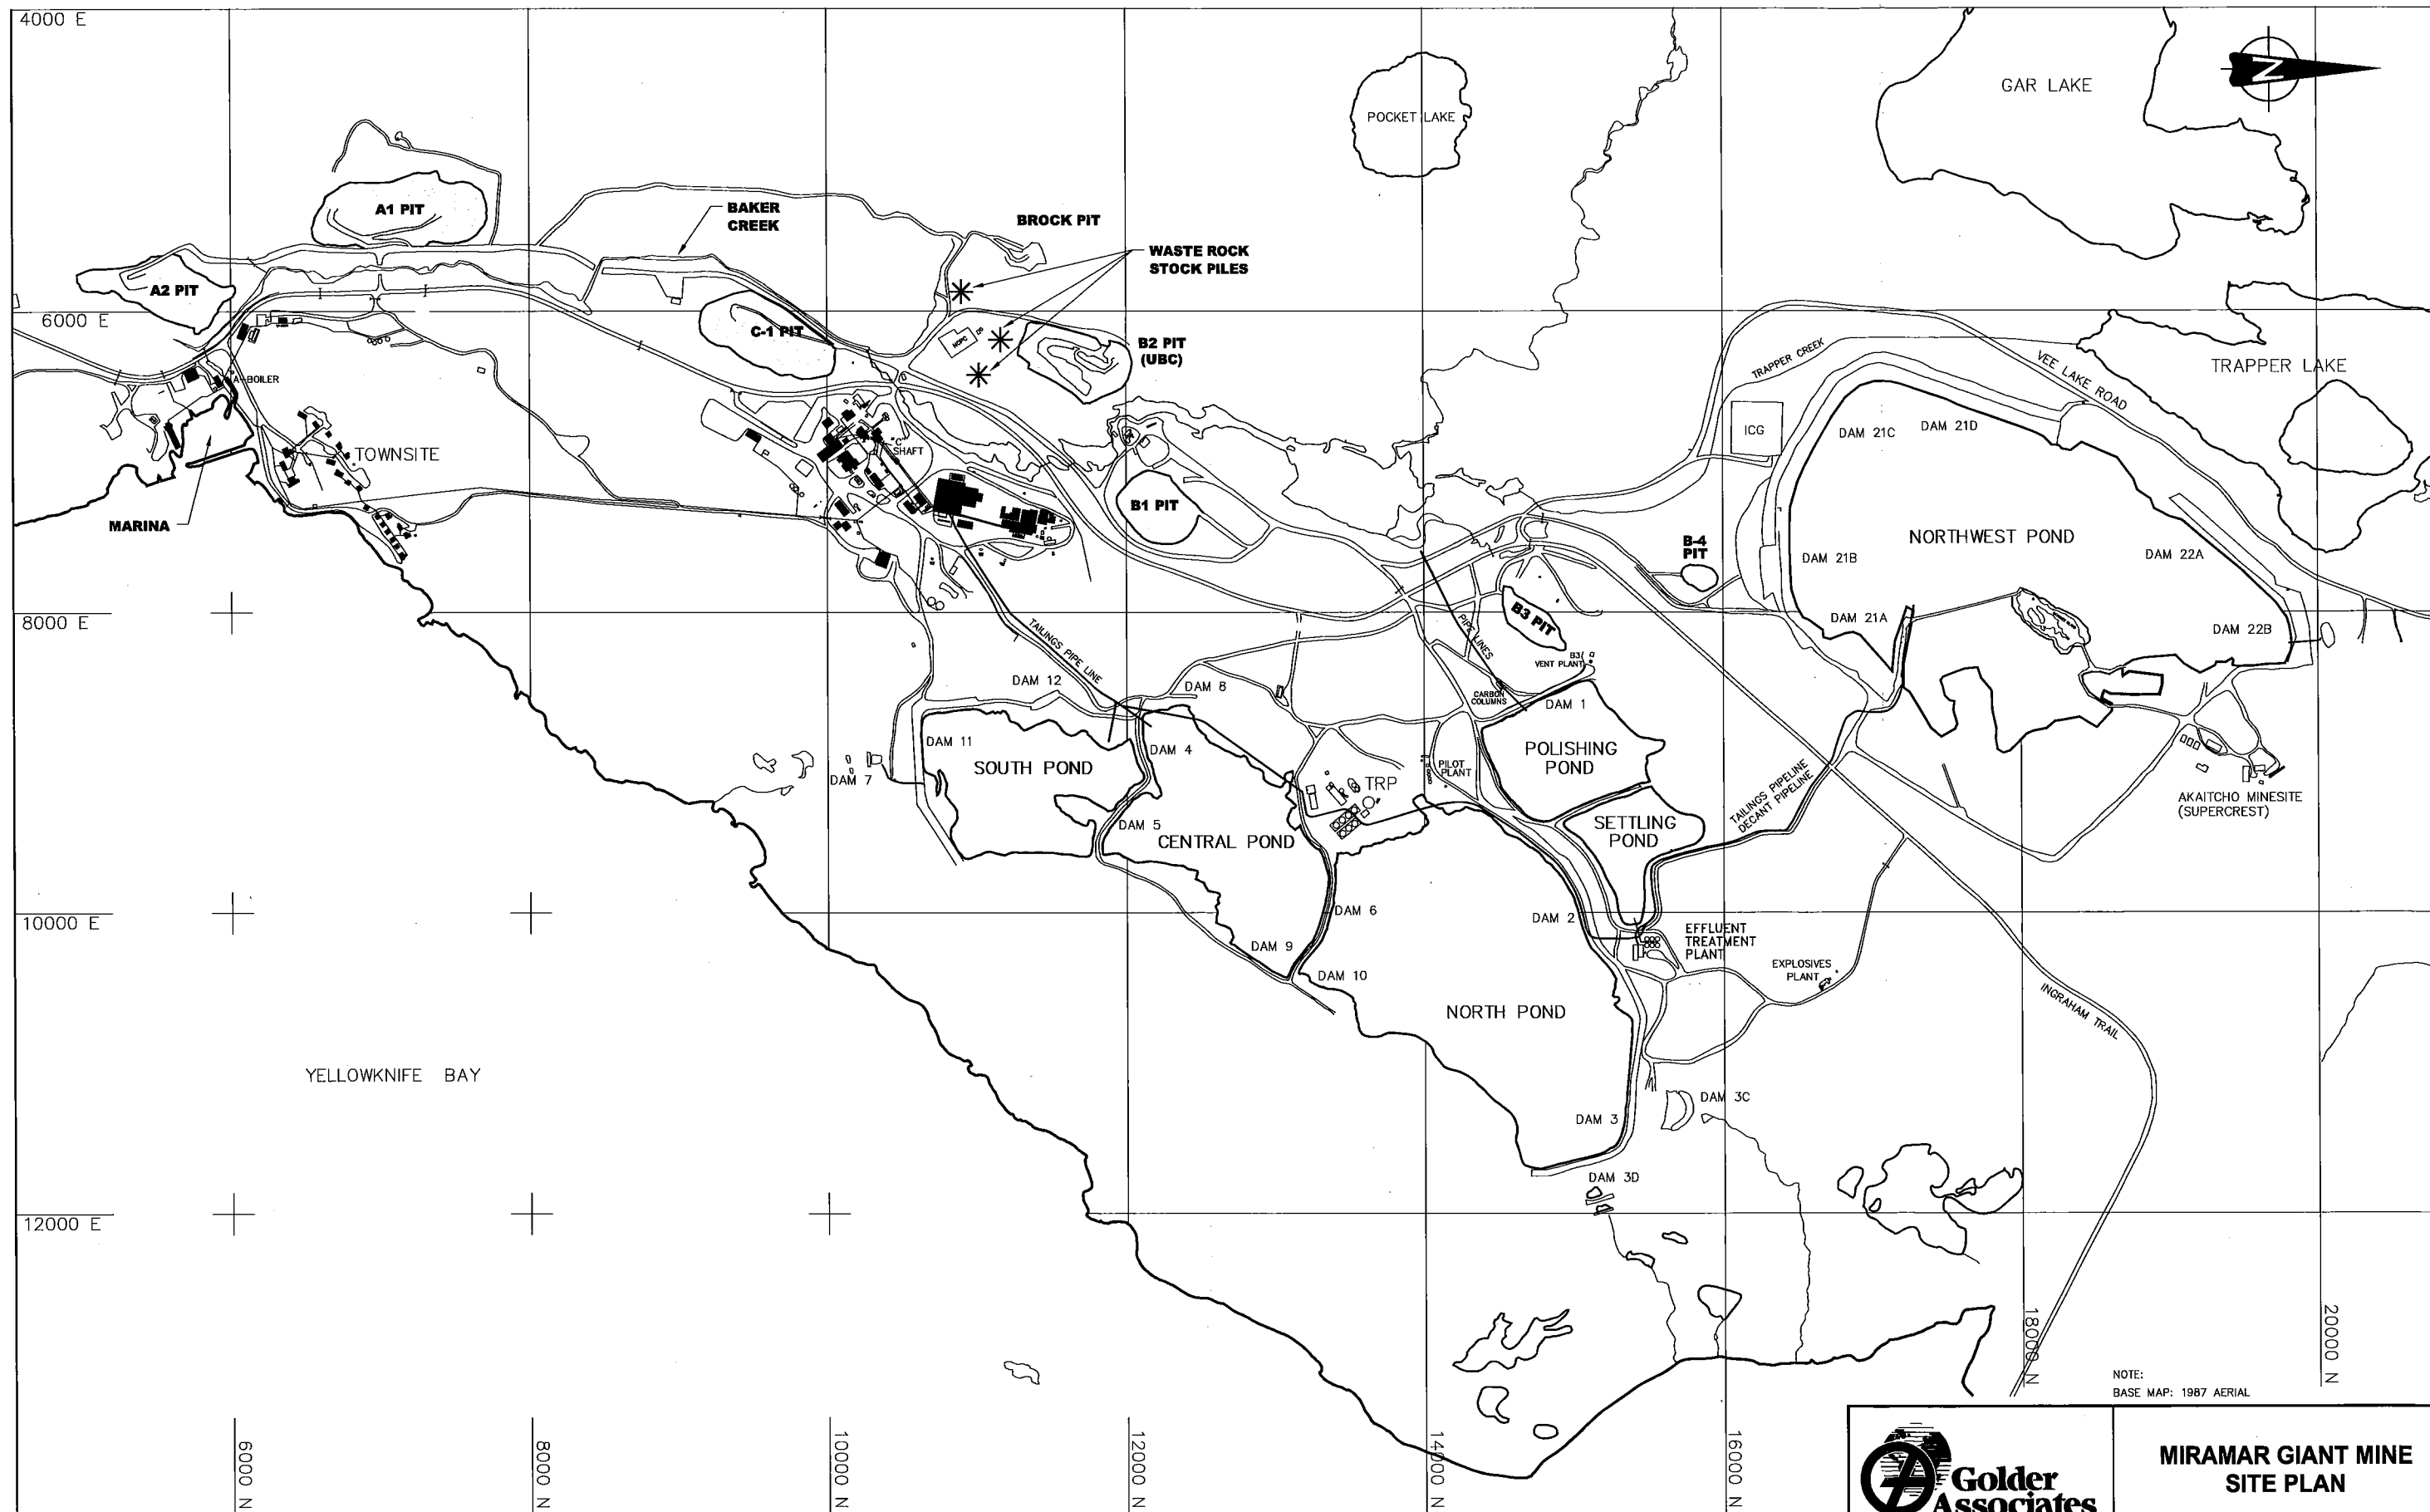 4000 E
GAR LAKE
N
POCKET LAKE
A1 PIT
BAKER
CREEK
BROCK PIT
WASTE ROCK
STOCK PILES
A2 PIT
6000 E
C-1 PIT
B2 PIT
(UBC)
TRAPPER CREEK
VEE LAKE ROAD
TRAPPER LAKE
A-BOILER
ICG
DAM 21C
DAM 21D
TOWNSITE
"C"
SHAFT
MARINA
B1 PIT
NORTHWEST POND
B-4
PIT
DAM 21B
DAM 22A
8000 E
B3 PIT
DAM 21A
DAM 22B
TAILINGS PIPE LINE
PIPE LINES
B3
VENT PLANT
DAM 12
DAM 8
CARBON
COLUMNS
DAM 1
DAM 11
DAM 4
POLISHING
POND
SOUTH POND
PILOT
PLANT
DAM 7
TRP
TAILINGS PIPELINE
DECANT PIPELINE
AKAITCHO MINESITE
(SUPERCREST)
DAM 5
SETTLING
POND
CENTRAL POND
10000 E
DAM 6
DAM 2
EFFLUENT
TREATMENT
PLANT
DAM 9
DAM 10
EXPLOSIVES
PLANT
INGRAHAM TRAIL
NORTH POND
YELLOWKNIFE BAY
DAM 3C
DAM 3
DAM 3D
12000 E
18000 N
20000 N
NOTE:
BASE MAP: 1987 AERIAL
6000 N
8000 N
10000 N
12000 N
14000 N
16000 N
Golder
Associates
MIRAMAR GIANT MINE
SITE PLAN